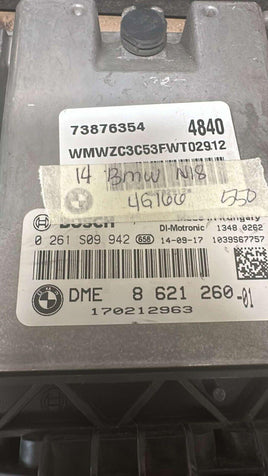 73876354 4840
WMWZC3C53FWT02912
14 Bmw N18
46166 550
BOSCH Made in Hungary
DI-Motronic 1348 0262
0 261 S09 942 656 14-09-17 1039S67757
DME 8 621 260-01
170212963